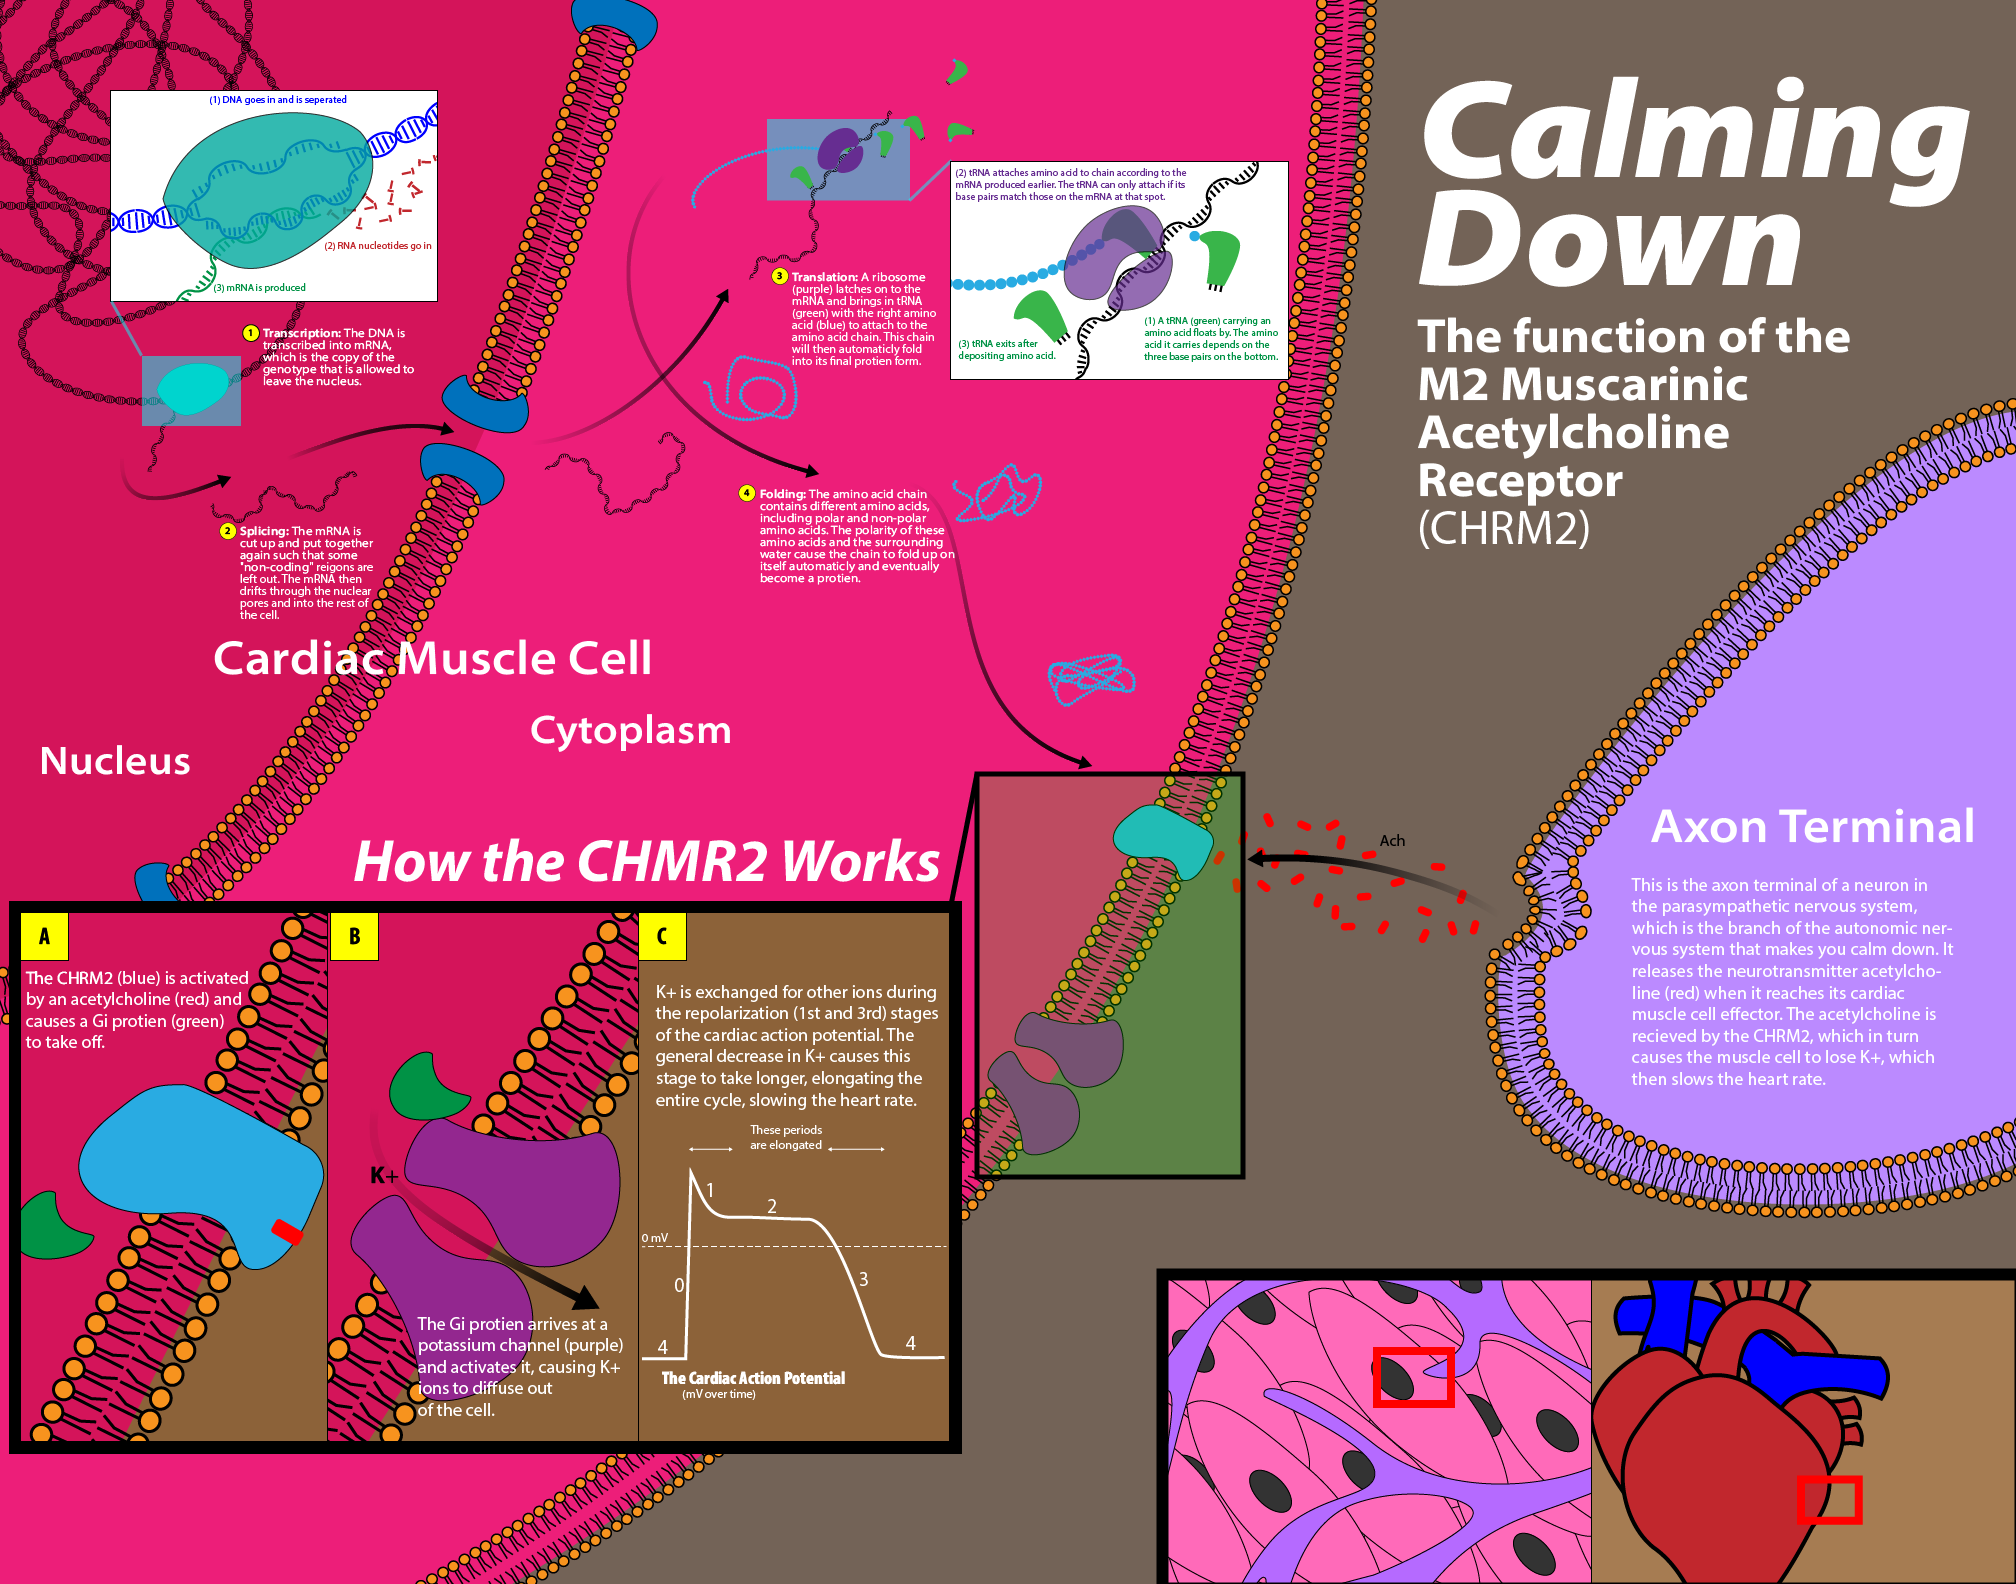 Calming
Down
The function of the
M2 Muscarinic
Acetylcholine
Receptor
(CHRM2)
(1) DNA goes in and is seperated
(2) RNA nucleotides go in
(3) mRNA is produced
1 Transcription: The DNA is
transcribed into mRNA,
which is the copy of the
genotype that is allowed to
leave the nucleus.
2 Splicing: The mRNA is
cut up and put together
again such that some
"non-coding" reigons are
left out. The mRNA then
drifts through the nuclear
pores and into the rest of
the cell.
3 Translation: A ribosome
(purple) latches on to the
mRNA and brings in tRNA
(green) with the right amino
acid (blue) to attach to the
amino acid chain. This chain
will then automaticly fold
into its final protien form.
(2) tRNA attaches amino acid to chain according to the
mRNA produced earlier. The tRNA can only attach if its
base pairs match those on the mRNA at that spot.
(1) A tRNA (green) carrying an
amino acid floats by. The amino
acid it carries depends on the
three base pairs on the bottom.
(3) tRNA exits after
depositing amino acid.
4 Folding: The amino acid chain
contains different amino acids,
including polar and non-polar
amino acids. The polarity of these
amino acids and the surrounding
water cause the chain to fold up on
itself automaticly and eventually
become a protien.
Cardiac Muscle Cell
Cytoplasm
Nucleus
Ach
Axon Terminal
This is the axon terminal of a neuron in
the parasympathetic nervous system,
which is the branch of the autonomic ner-
vous system that makes you calm down. It
releases the neurotransmitter acetylcho-
line (red) when it reaches its cardiac
muscle cell effector. The acetylcholine is
recieved by the CHRM2, which in turn
causes the muscle cell to lose K+, which
then slows the heart rate.
How the CHMR2 Works
A
The CHRM2 (blue) is activated
by an acetylcholine (red) and
causes a Gi protien (green)
to take off.
B
K+
The Gi protien arrives at a
potassium channel (purple)
and activates it, causing K+
ions to diffuse out
of the cell.
C
K+ is exchanged for other ions during
the repolarization (1st and 3rd) stages
of the cardiac action potential. The
general decrease in K+ causes this
stage to take longer, elongating the
entire cycle, slowing the heart rate.
These periods
are elongated
1
2
0 mV
0
3
4
4
The Cardiac Action Potential
(mV over time)